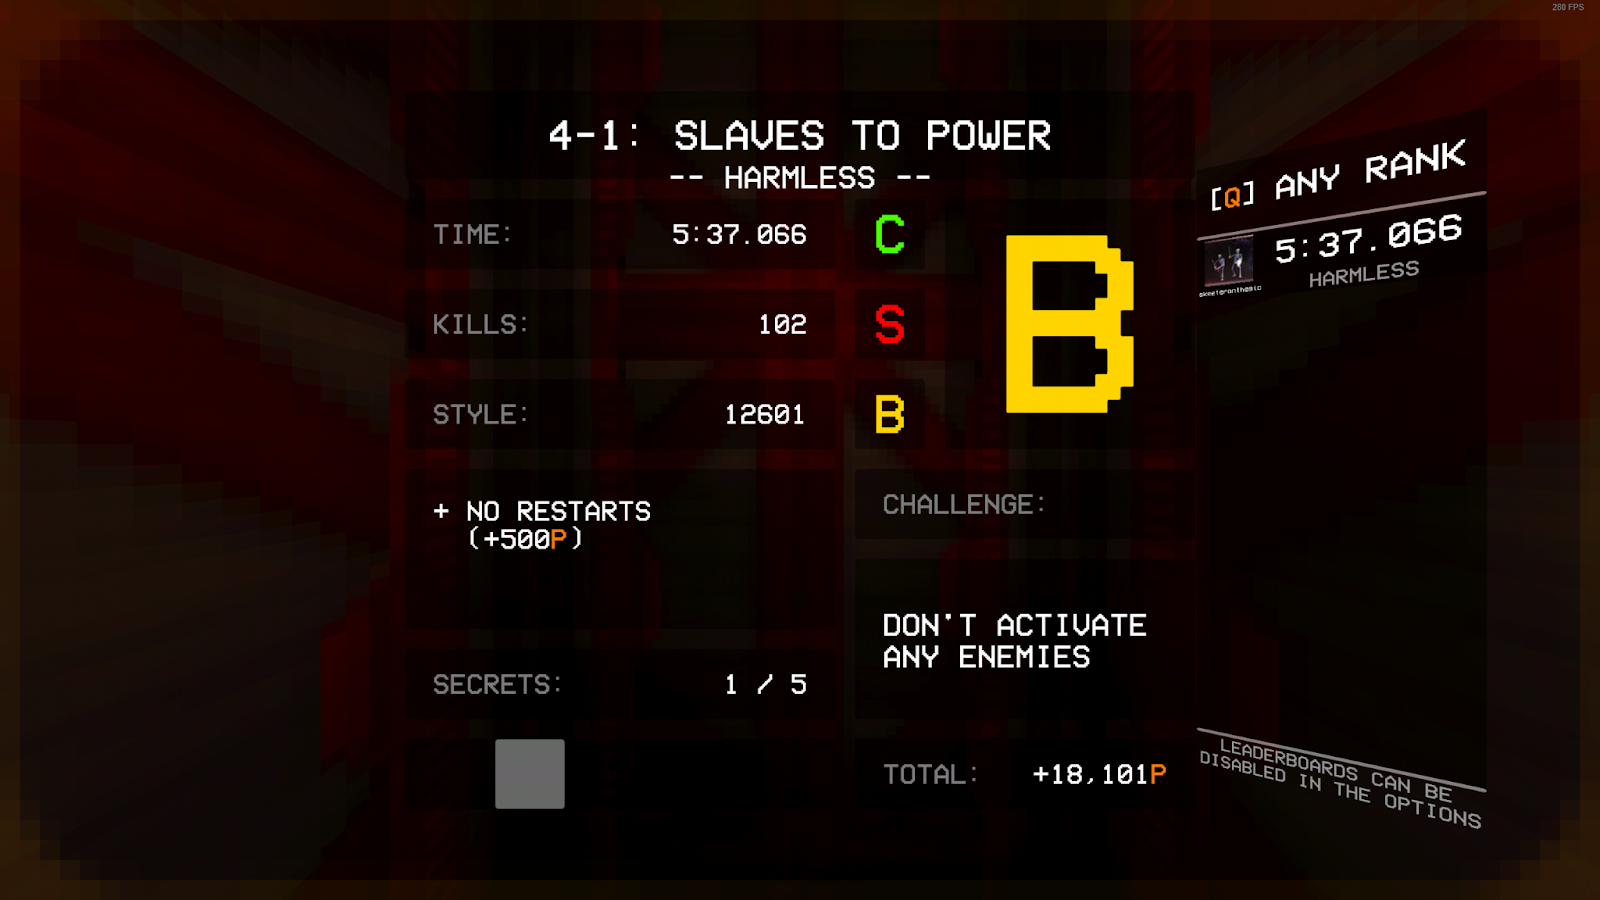 280 FPS
4-1: SLAVES TO POWER
-- HARMLESS --
TIME: 5:37.066 C
KILLS: 102 S
STYLE: 12601 B
B
+ NO RESTARTS
(+500P)
SECRETS: 1 / 5
CHALLENGE:
DON'T ACTIVATE
ANY ENEMIES
TOTAL: +18,101P
[Q] ANY RANK
5:37.066
HARMLESS
LEADERBOARDS CAN BE
DISABLED IN THE OPTIONS